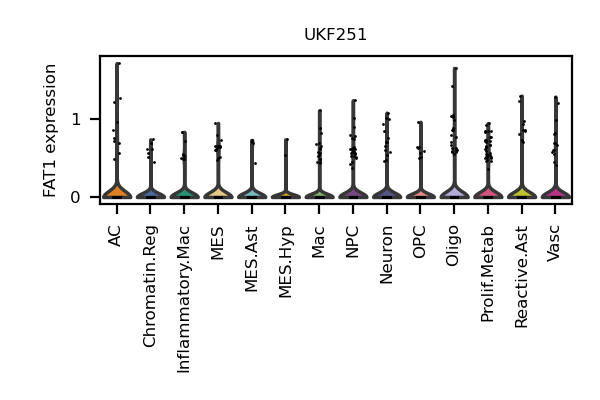 UKF251
FAT1 expression
1
0
AC
Chromatin.Reg
Inflammatory.Mac
MES
MES.Ast
MES.Hyp
Mac
NPC
Neuron
OPC
Oligo
Prolif.Metab
Reactive.Ast
Vasc